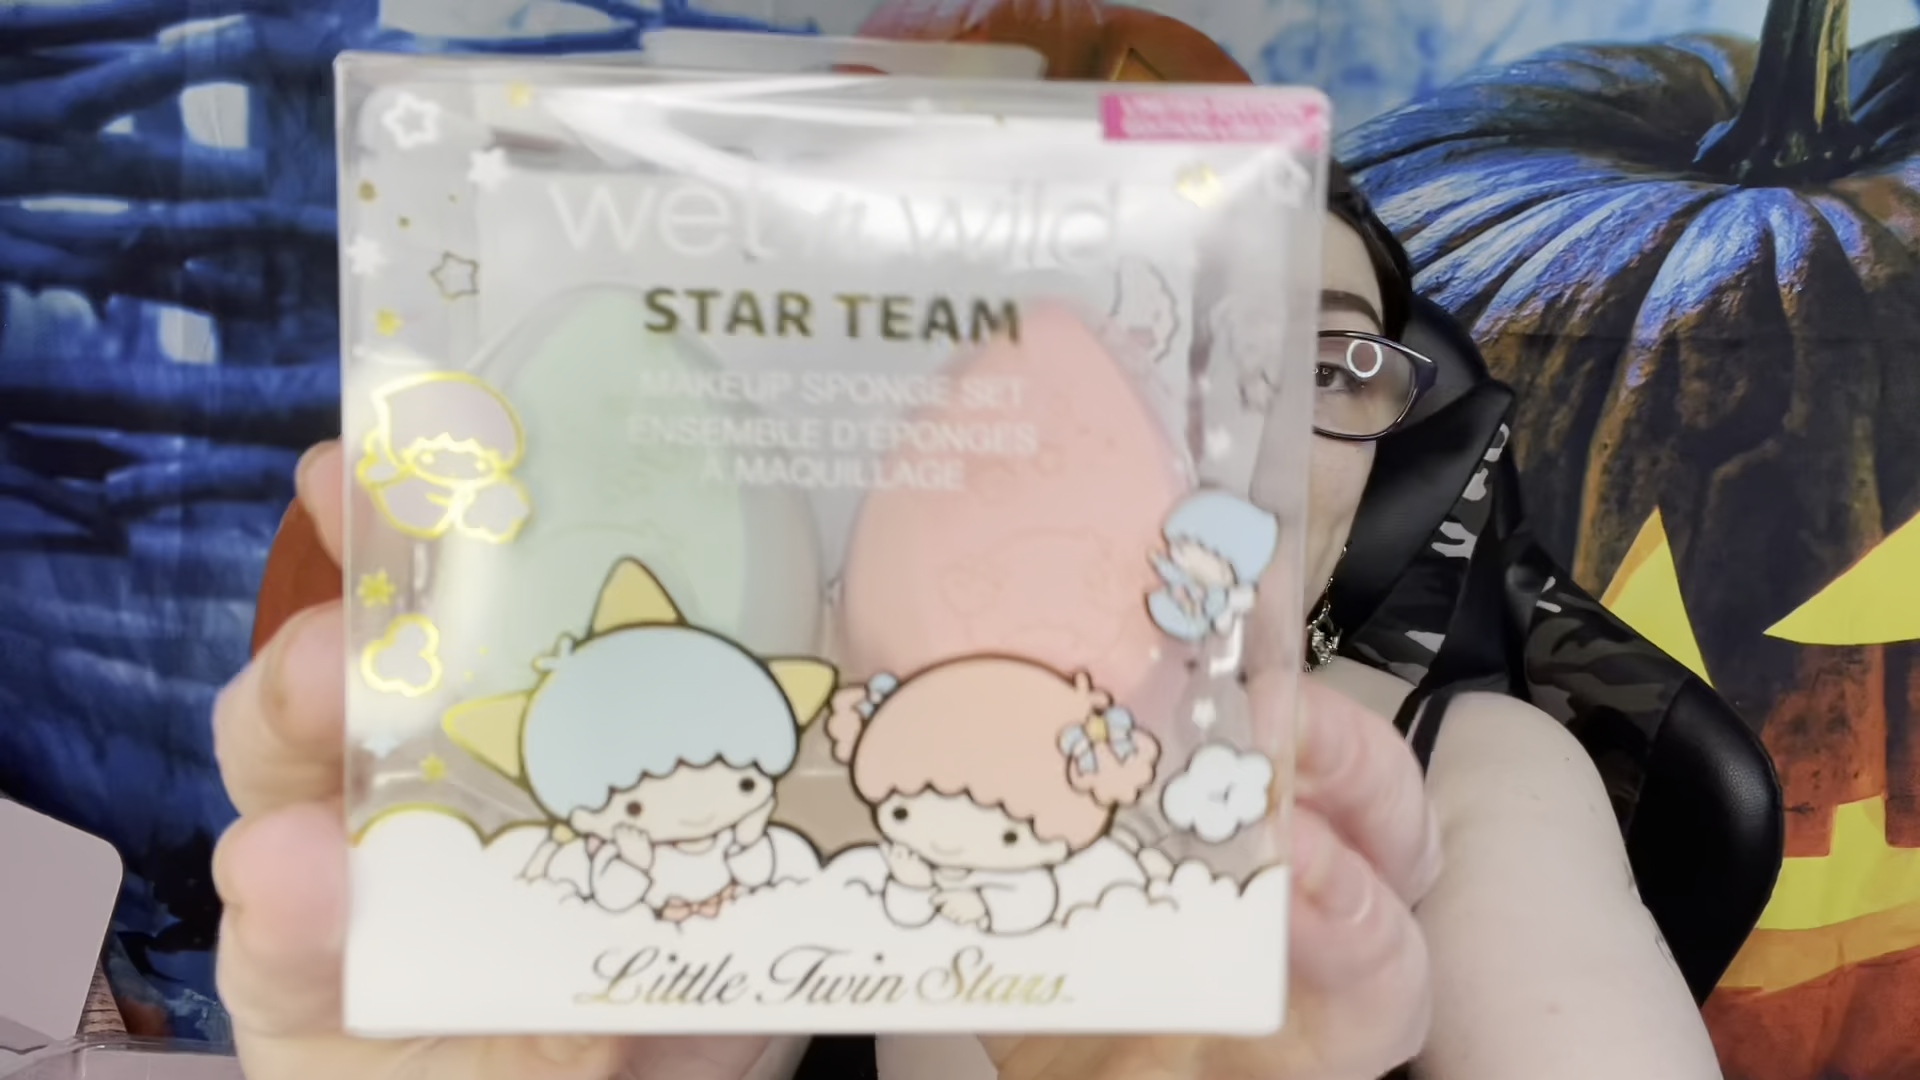 wet n wild
STAR TEAM
MAKEUP SPONGE SET
ENSEMBLE D'ÉPONGES
À MAQUILLAGE
Little Twin Stars